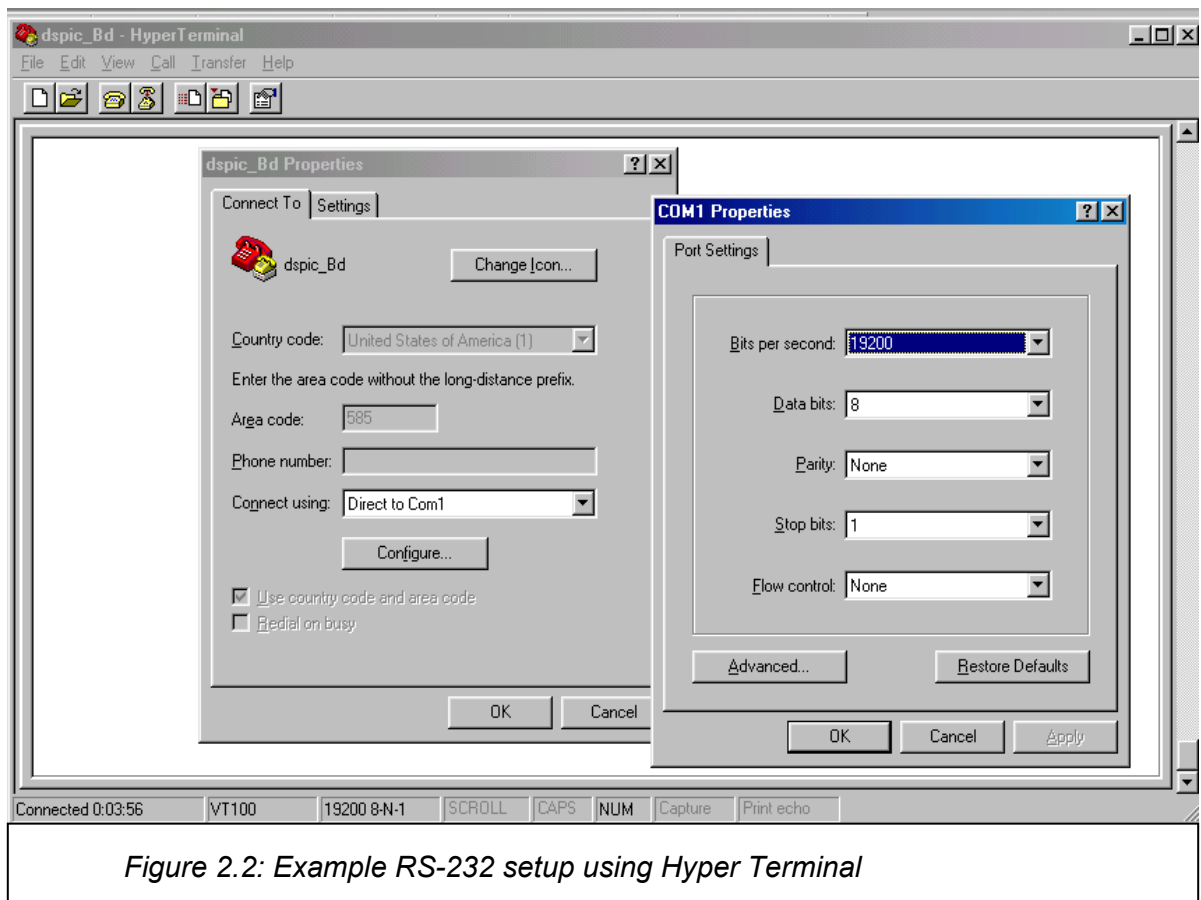 dspic_Bd - HyperTerminal
File Edit View Call Transfer Help
dspic_Bd Properties
Connect To Settings
dspic_Bd
Change Icon...
Country code: United States of America (1)
Enter the area code without the long-distance prefix.
Area code: 585
Phone number:
Connect using: Direct to Com1
Configure...
Use country code and area code
Redial on busy
OK Cancel
COM1 Properties
Port Settings
Bits per second: 19200
Data bits: 8
Parity: None
Stop bits: 1
Flow control: None
Advanced... Restore Defaults
OK Cancel Apply
Connected 0:03:56 VT100 19200 8-N-1 SCROLL CAPS NUM Capture Print echo
Figure 2.2: Example RS-232 setup using Hyper Terminal